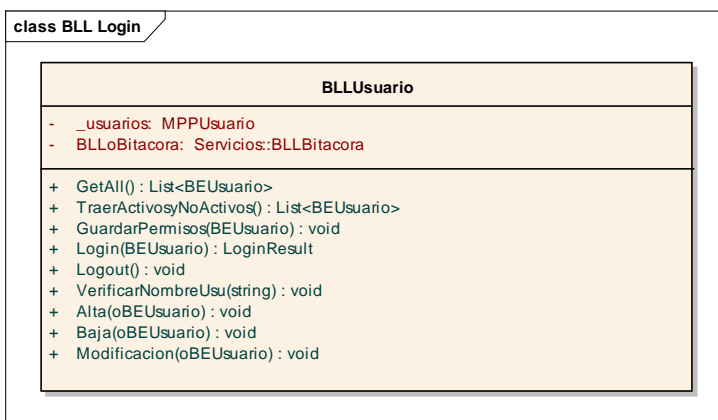 class BLL Login
BLLUsuario
- _usuarios: MPPUsuario
- BLLoBitacora: Servicios::BLLBitacora
+ GetAll() : List<BEUsuario>
+ TraerActivosyNoActivos() : List<BEUsuario>
+ GuardarPermisos(BEUsuario) : void
+ Login(BEUsuario) : LoginResult
+ Logout() : void
+ VerificarNombreUsu(string) : void
+ Alta(oBEUsuario) : void
+ Baja(oBEUsuario) : void
+ Modificacion(oBEUsuario) : void